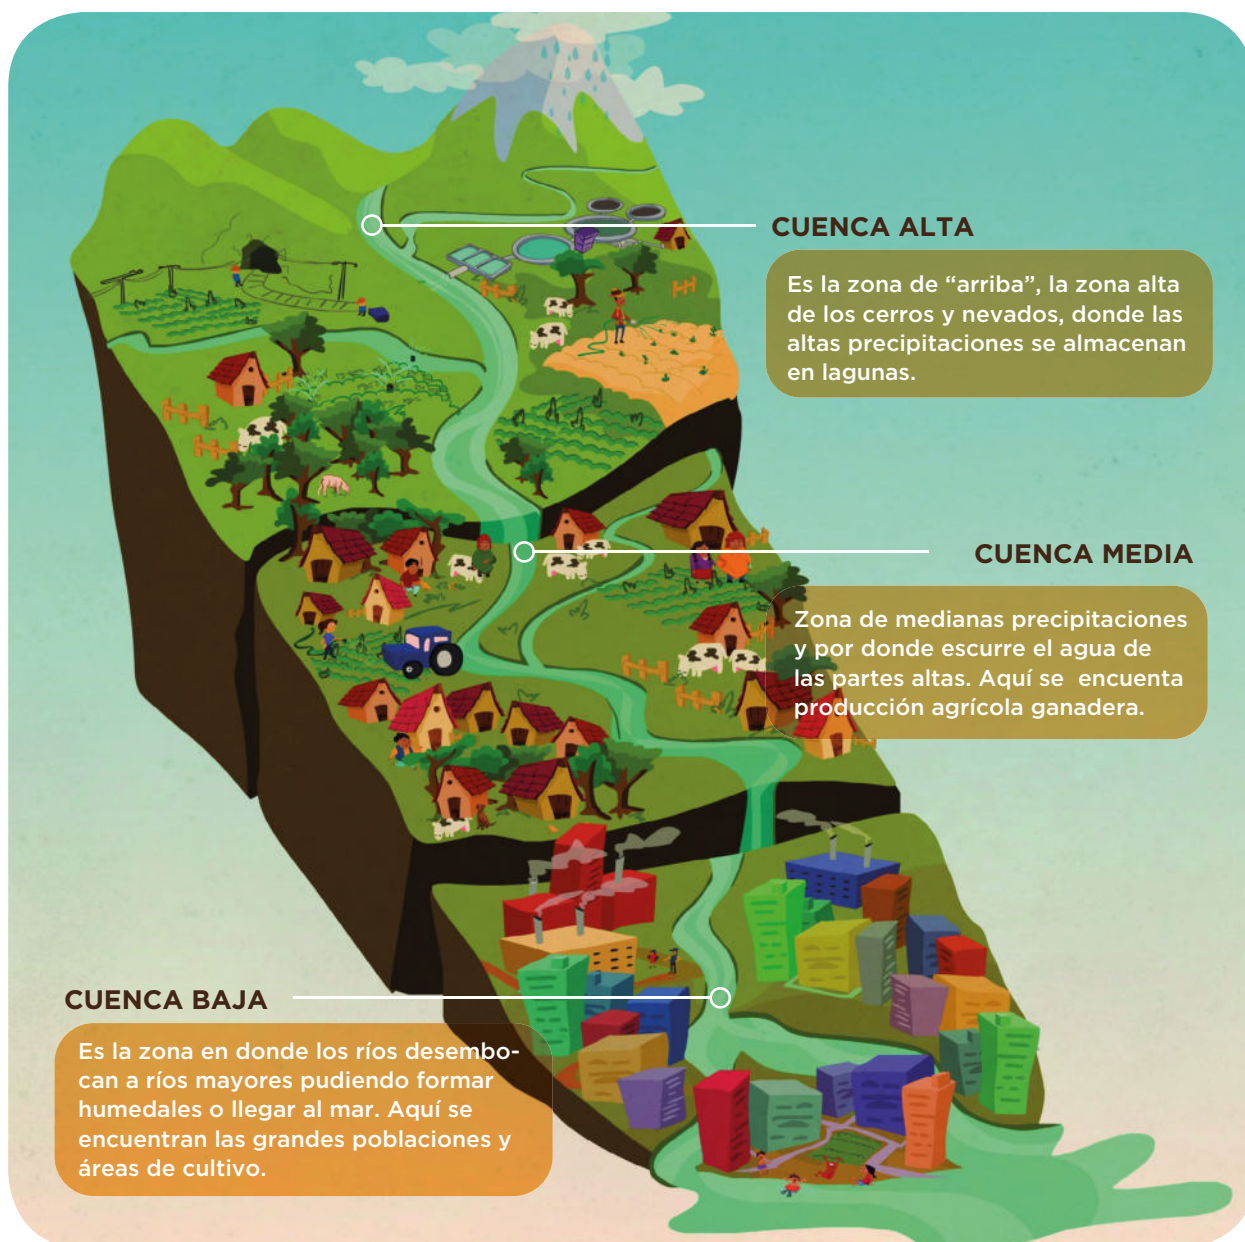 CUENCA ALTA
Es la zona de “arriba”, la zona alta
de los cerros y nevados, donde las
altas precipitaciones se almacenan
en lagunas.
CUENCA MEDIA
Zona de medianas precipitaciones
y por donde escurre el agua de
las partes altas. Aquí se encuenta
producción agrícola ganadera.
CUENCA BAJA
Es la zona en donde los ríos desembo-
can a ríos mayores pudiendo formar
humedales o llegar al mar. Aquí se
encuentran las grandes poblaciones y
áreas de cultivo.